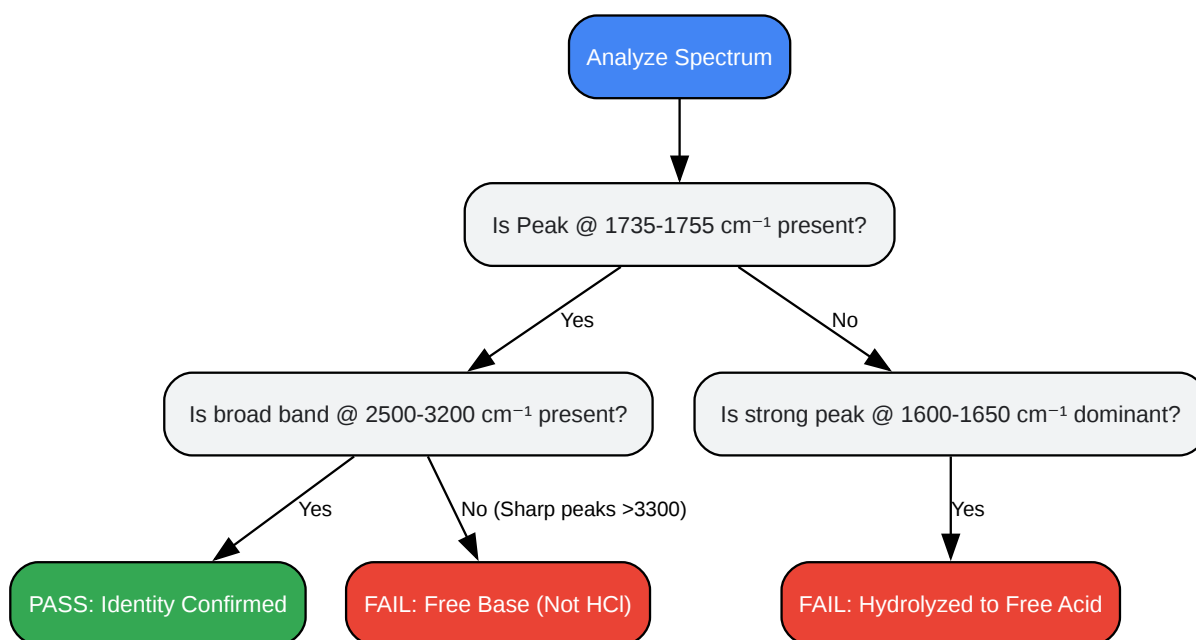 Analyze Spectrum
Is Peak @ 1735-1755 cm⁻¹ present?
Yes
No
Is broad band @ 2500-3200 cm⁻¹ present?
Is strong peak @ 1600-1650 cm⁻¹ dominant?
Yes
No (Sharp peaks >3300)
Yes
PASS: Identity Confirmed
FAIL: Free Base (Not HCl)
FAIL: Hydrolyzed to Free Acid